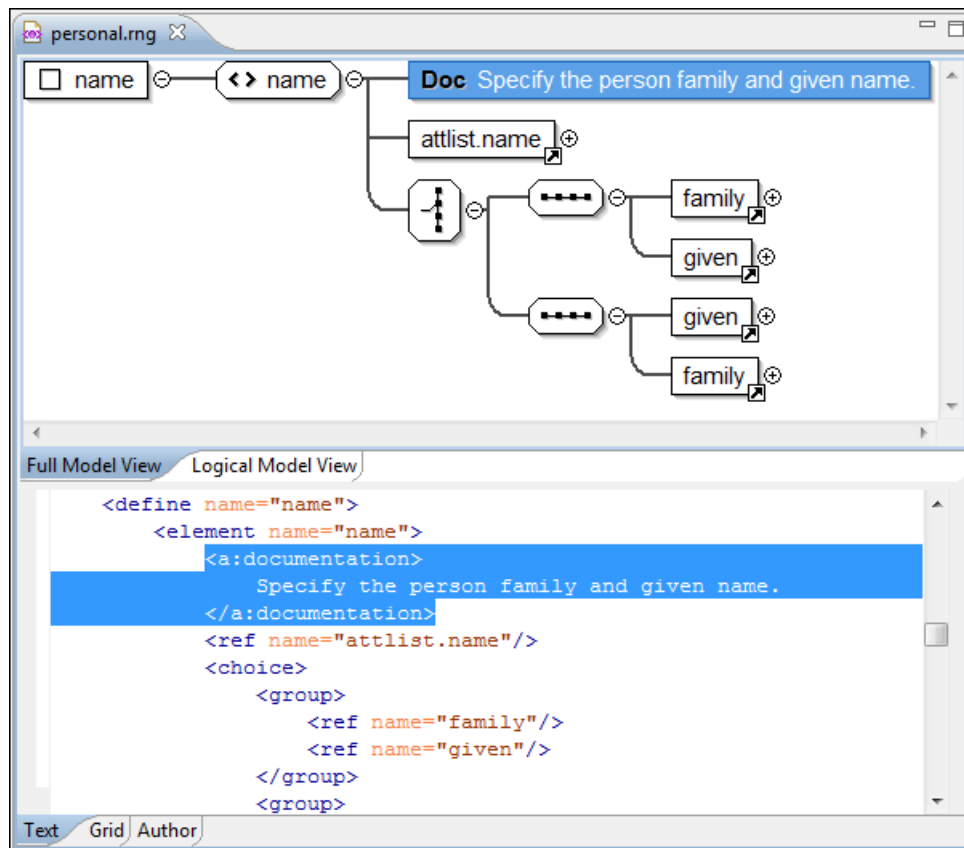 personal.rng
name
name
Doc Specify the person family and given name.
attlist.name
family
given
given
family
Full Model View
Logical Model View
<define name="name">
<element name="name">
<a:documentation>
Specify the person family and given name.
</a:documentation>
<ref name="attlist.name"/>
<choice>
<group>
<ref name="family"/>
<ref name="given"/>
</group>
<group>
Text
Grid
Author